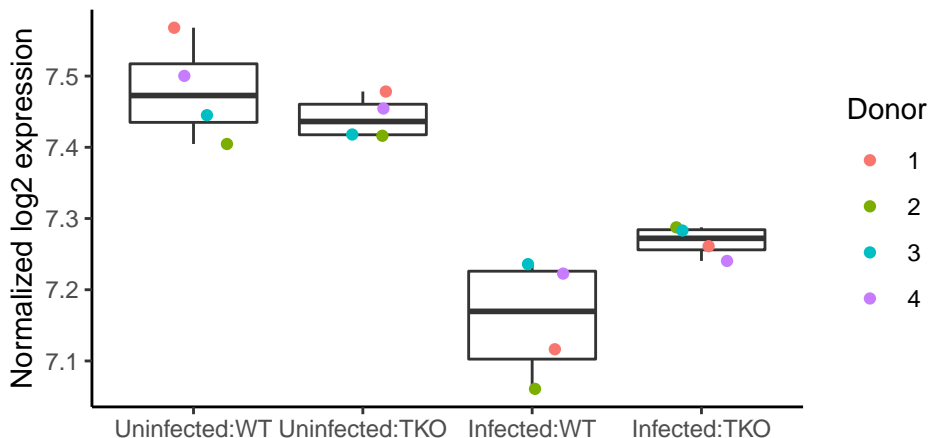 Normalized log2 expression
7.5
7.4
7.3
7.2
7.1
Uninfected:WT
Uninfected:TKO
Infected:WT
Infected:TKO
Donor
1
2
3
4